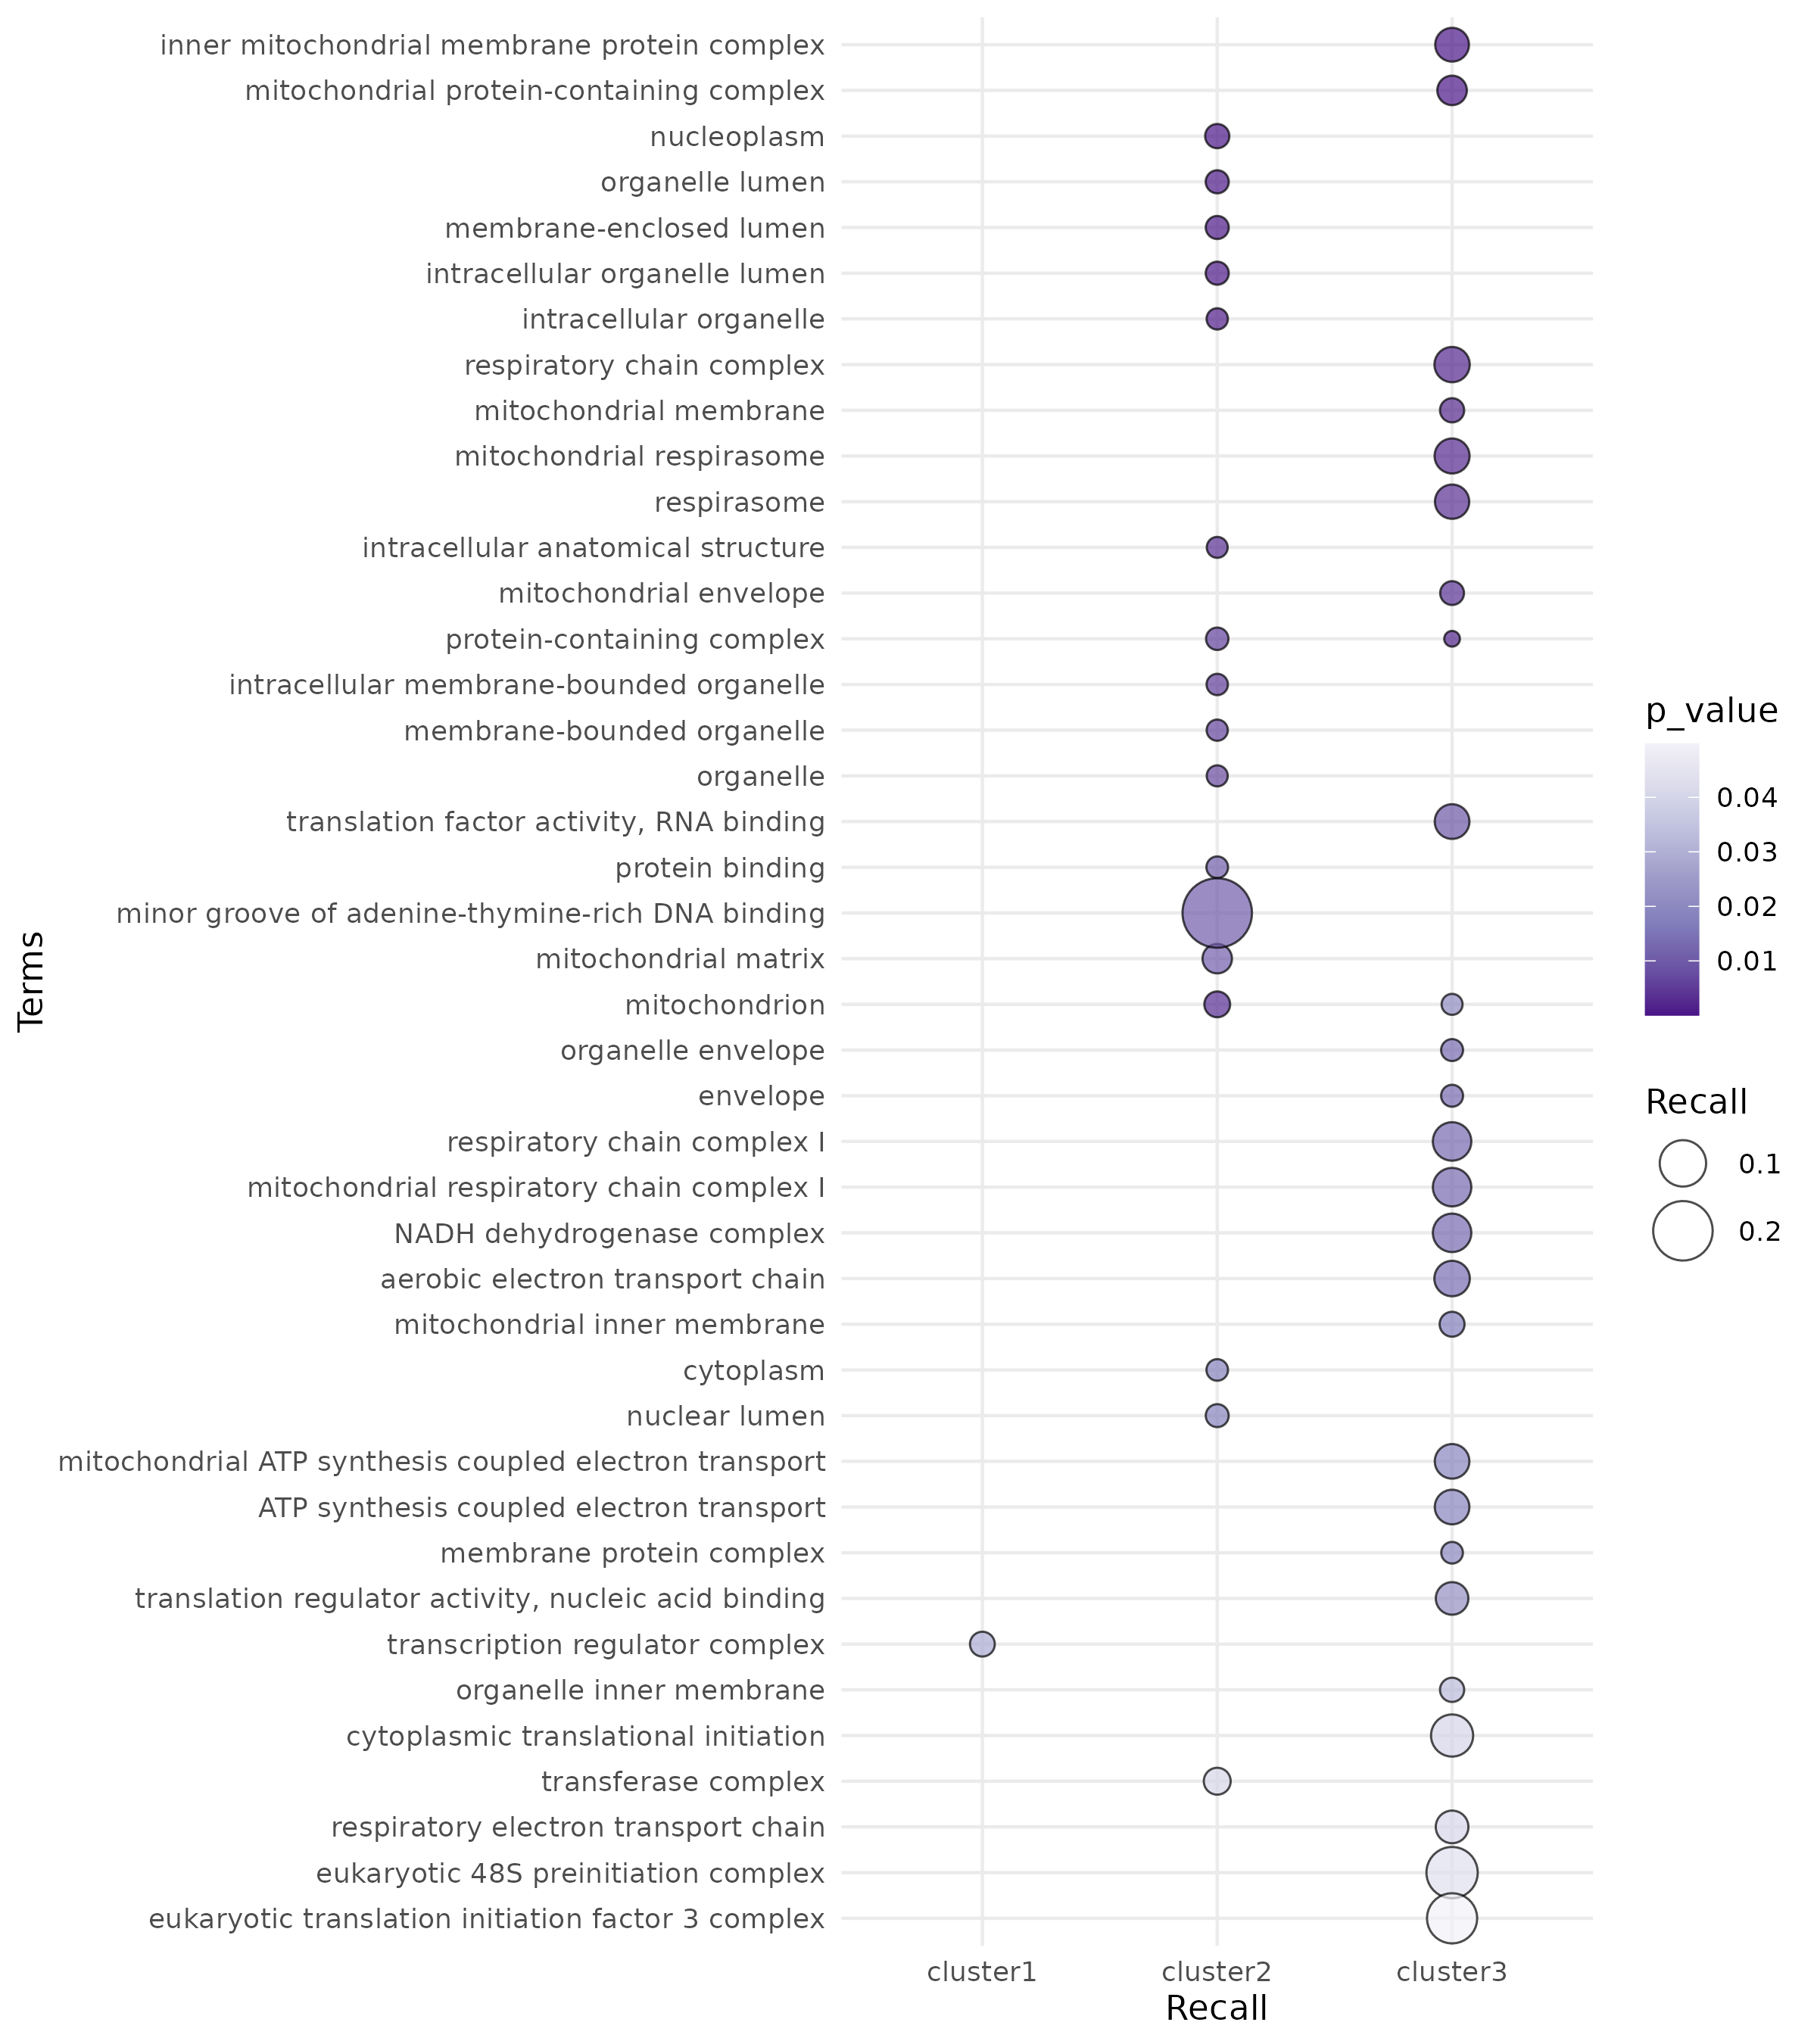 inner mitochondrial membrane protein complex
mitochondrial protein-containing complex
nucleoplasm
organelle lumen
membrane-enclosed lumen
intracellular organelle lumen
intracellular organelle
respiratory chain complex
mitochondrial membrane
mitochondrial respirasome
respirasome
intracellular anatomical structure
mitochondrial envelope
protein-containing complex
intracellular membrane-bounded organelle
membrane-bounded organelle
organelle
translation factor activity, RNA binding
protein binding
minor groove of adenine-thymine-rich DNA binding
mitochondrial matrix
mitochondrion
organelle envelope
envelope
respiratory chain complex I
mitochondrial respiratory chain complex I
NADH dehydrogenase complex
aerobic electron transport chain
mitochondrial inner membrane
cytoplasm
nuclear lumen
mitochondrial ATP synthesis coupled electron transport
ATP synthesis coupled electron transport
membrane protein complex
translation regulator activity, nucleic acid binding
transcription regulator complex
organelle inner membrane
cytoplasmic translational initiation
transferase complex
respiratory electron transport chain
eukaryotic 48S preinitiation complex
eukaryotic translation initiation factor 3 complex
Terms
cluster1 cluster2 cluster3
Recall
p_value
0.04
0.03
0.02
0.01
Recall
0.1
0.2